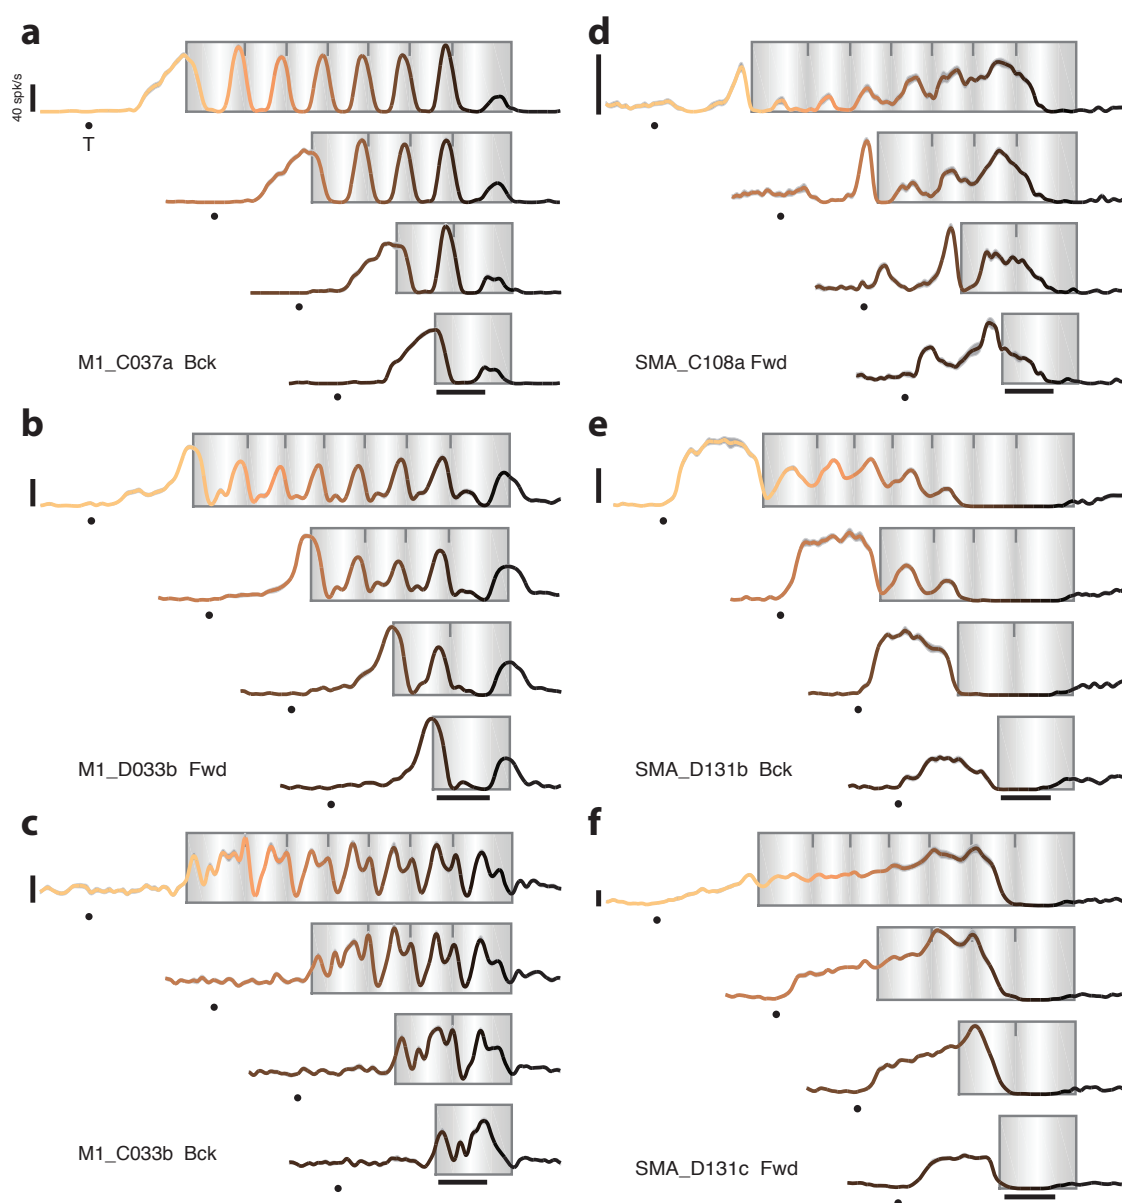 a
40 spk/s
T
M1_C037a Bck
b
M1_D033b Fwd
c
M1_C033b Bck
d
SMA_C108a Fwd
e
SMA_D131b Bck
f
SMA_D131c Fwd